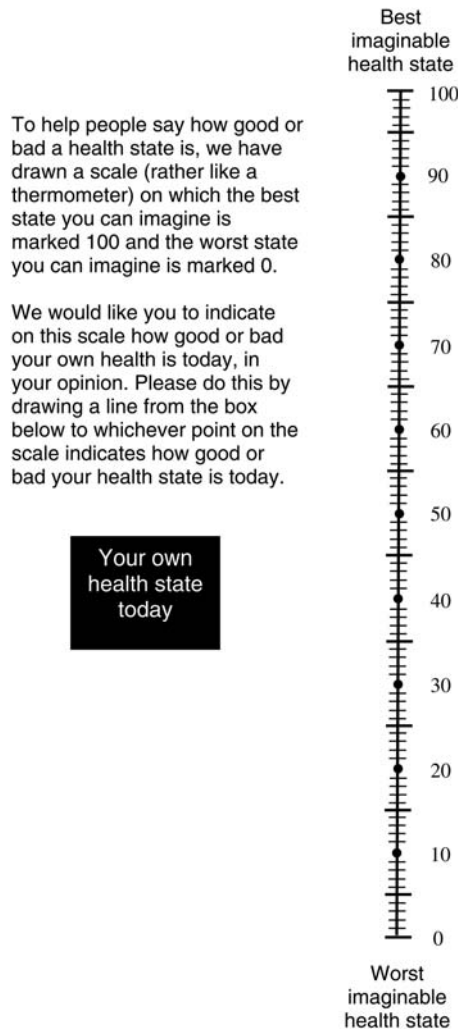 Best
imaginable
health state
To help people say how good or
bad a health state is, we have
drawn a scale (rather like a
thermometer) on which the best
state you can imagine is
marked 100 and the worst state
you can imagine is marked 0.
We would like you to indicate
on this scale how good or bad
your own health is today, in
your opinion. Please do this by
drawing a line from the box
below to whichever point on the
scale indicates how good or
bad your health state is today.
Your own
health state
today
100
90
80
70
60
50
40
30
20
10
0
Worst
imaginable
health state